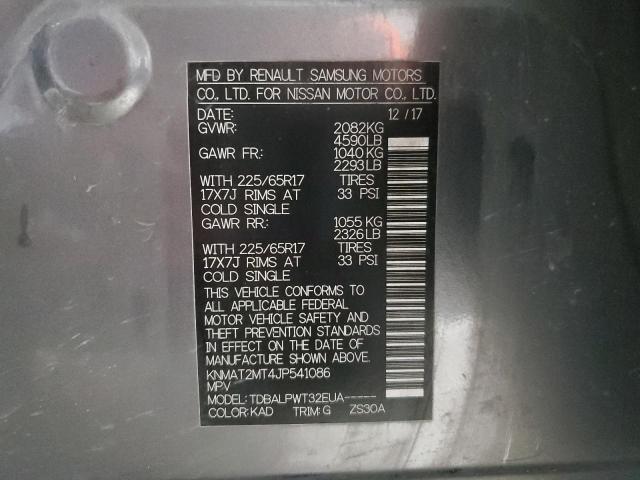 MFD BY RENAULT SAMSUNG MOTORS
CO., LTD. FOR NISSAN MOTOR CO., LTD.
DATE: 12/17
GVWR: 2082KG
4590LB
GAWR FR: 1040 KG
2293LB
WITH 225/65R17 TIRES
17X7J RIMS AT 33 PSI
COLD SINGLE
GAWR RR: 1055 KG
2326LB
WITH 225/65R17 TIRES
17X7J RIMS AT 33 PSI
COLD SINGLE
THIS VEHICLE CONFORMS TO
ALL APPLICABLE FEDERAL
MOTOR VEHICLE SAFETY AND
THEFT PREVENTION STANDARDS
IN EFFECT ON THE DATE OF
MANUFACTURE SHOWN ABOVE.
KNMAT2MT4JP541086
MPV
MODEL: TDBALPWT32EUA-----
COLOR: KAD TRIM: G ZS30A